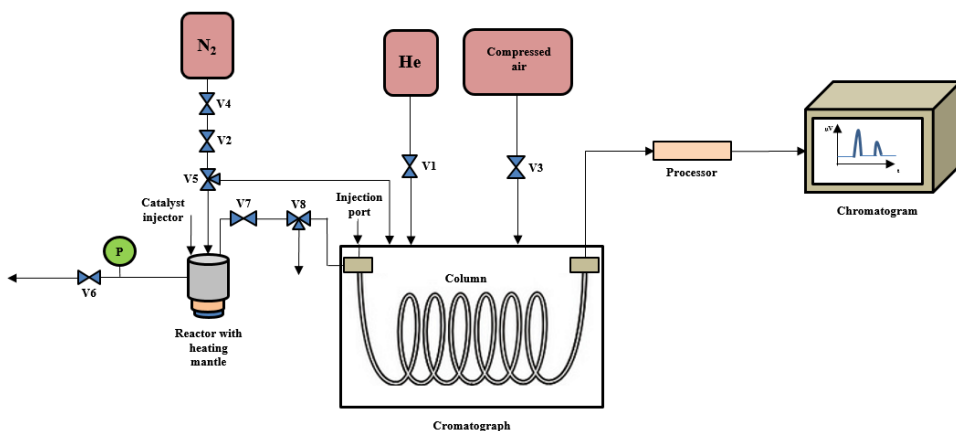 N2
He
Compressed
air
V4
V2
V5
V1
V3
Catalyst
injector
V7
V8
Injection
port
P
V6
Reactor with
heating
mantle
Column
Cromatograph
Processor
uV
t
Chromatogram